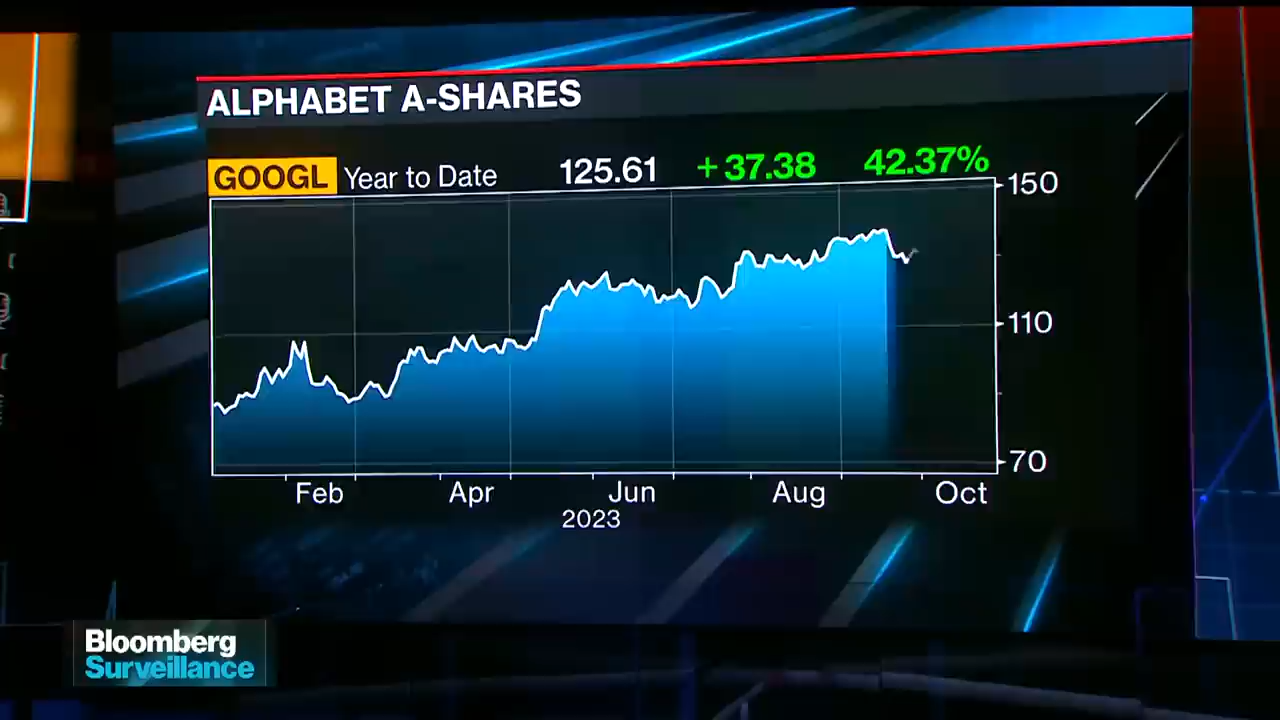 ALPHABET A-SHARES
GOOGL Year to Date 125.61 +37.38 42.37%
150
110
70
Feb Apr Jun Aug Oct
2023
Bloomberg
Surveillance